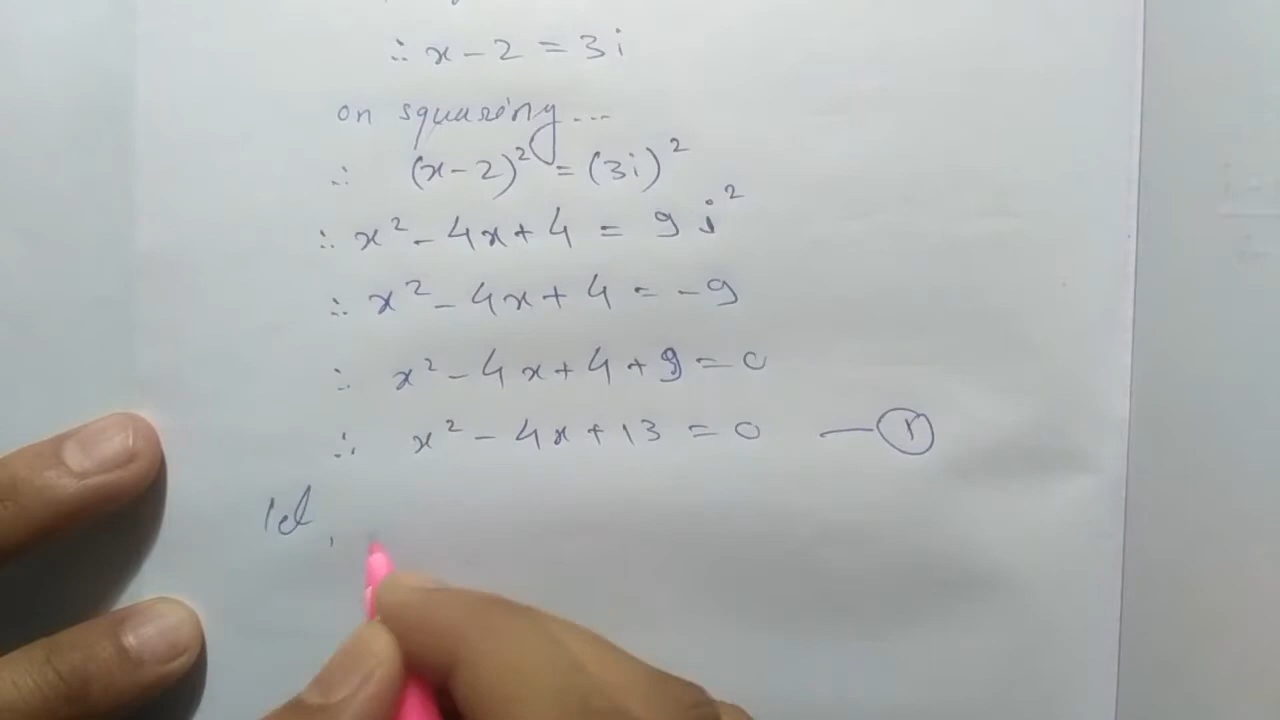 ∴ x - 2 = 3i
on squaring...
∴ (x-2)² = (3i)²
∴ x² - 4x + 4 = 9i²
∴ x² - 4x + 4 = -9
∴ x² - 4x + 4 + 9 = 0
∴ x² - 4x + 13 = 0 —